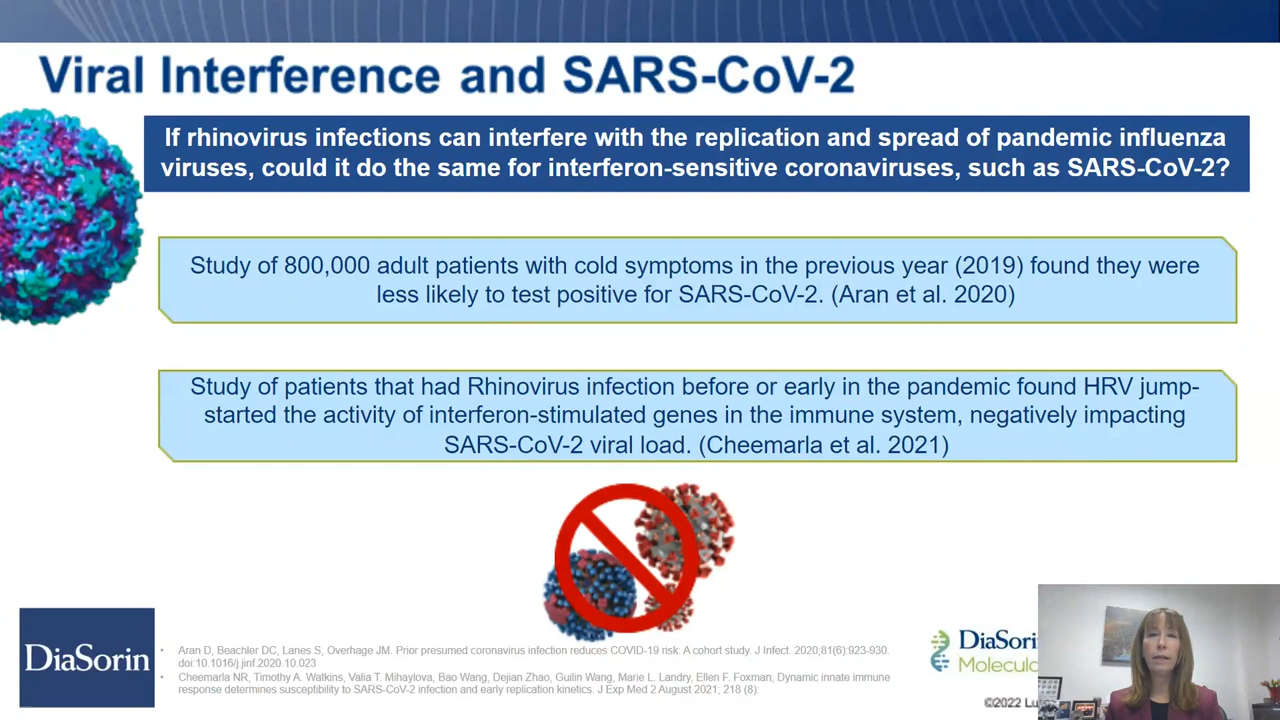 Viral Interference and SARS-CoV-2
If rhinovirus infections can interfere with the replication and spread of pandemic influenza
viruses, could it do the same for interferon-sensitive coronaviruses, such as SARS-CoV-2?
Study of 800,000 adult patients with cold symptoms in the previous year (2019) found they were
less likely to test positive for SARS-CoV-2. (Aran et al. 2020)
Study of patients that had Rhinovirus infection before or early in the pandemic found HRV jump-
started the activity of interferon-stimulated genes in the immune system, negatively impacting
SARS-CoV-2 viral load. (Cheemarla et al. 2021)
DiaSorin
• Aran D, Beachler DC, Lanes S, Overhage JM. Prior presumed coronavirus infection reduces COVID-19 risk: A cohort study. J Infect. 2020;81(6):923-930.
doi:10.1016/j.jinf.2020.10.023
• Cheemarla NR, Timothy A. Watkins, Valia T. Mihaylova, Bao Wang, Dejian Zhao, Guilin Wang, Marie L. Landry, Ellen F. Foxman; Dynamic innate immune
response determines susceptibility to SARS-CoV-2 infection and early replication kinetics. J Exp Med 2 August 2021; 218 (8):
DiaSorin
Molecul
©2022 Lu